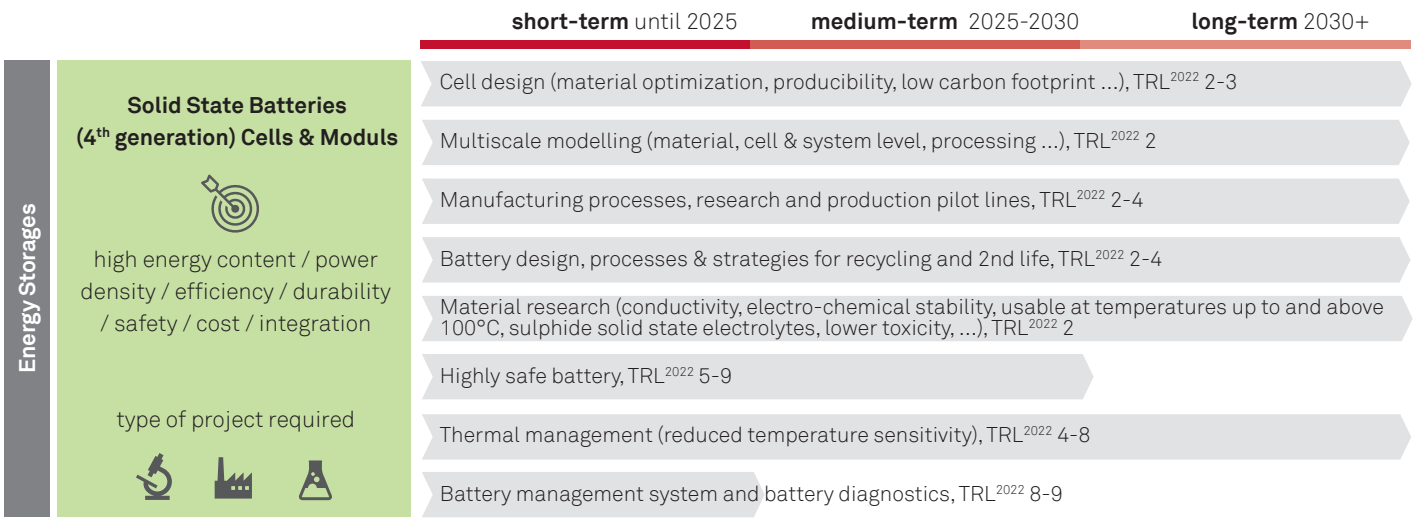 short-term until 2025
medium-term 2025-2030
long-term 2030+
Energy Storages
Solid State Batteries
(4th generation) Cells & Moduls
high energy content / power
density / efficiency / durability
/ safety / cost / integration
type of project required
Cell design (material optimization, producibility, low carbon footprint ...), TRL2022 2-3
Multiscale modelling (material, cell & system level, processing ...), TRL2022 2
Manufacturing processes, research and production pilot lines, TRL2022 2-4
Battery design, processes & strategies for recycling and 2nd life, TRL2022 2-4
Material research (conductivity, electro-chemical stability, usable at temperatures up to and above
100°C, sulphide solid state electrolytes, lower toxicity, ...), TRL2022 2
Highly safe battery, TRL2022 5-9
Thermal management (reduced temperature sensitivity), TRL2022 4-8
Battery management system and battery diagnostics, TRL2022 8-9